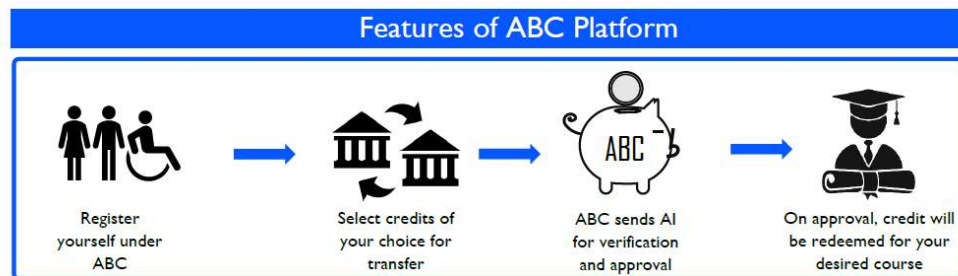 Features of ABC Platform
ABC
Register
yourself under
ABC
Select credits of
your choice for
transfer
ABC sends AI
for verification
and approval
On approval, credit will
be redeemed for your
desired course